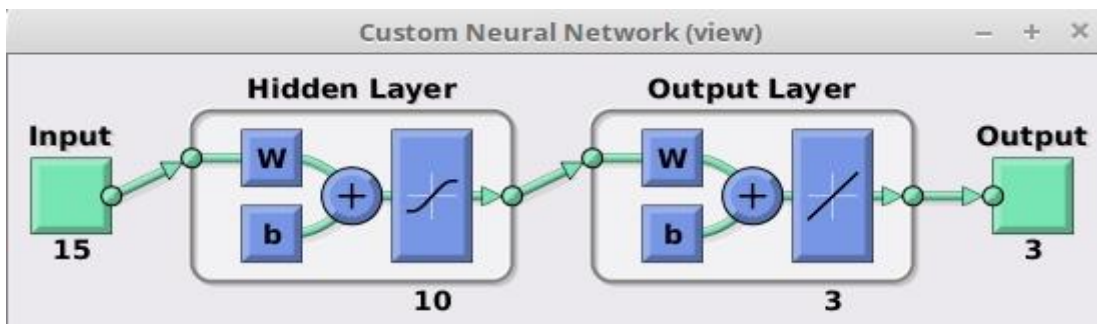 Custom Neural Network (view)
Hidden Layer
Output Layer
Input
Output
W
W
b
b
15
3
10
3